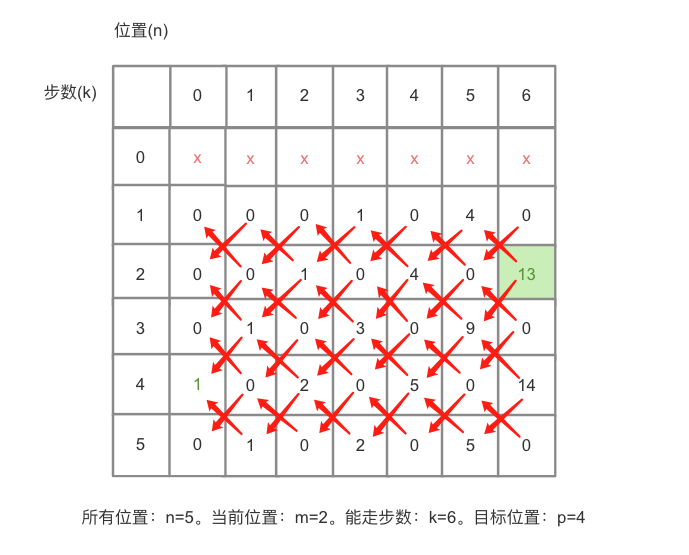 位置(n)
步数(k)
0 1 2 3 4 5 6
0 x x x x x x x
1 0 0 0 1 0 4 0
2 0 0 1 0 4 0 13
3 0 1 0 3 0 9 0
4 1 0 2 0 5 0 14
5 0 1 0 2 0 5 0
所有位置：n=5。当前位置：m=2。能走步数：k=6。目标位置：p=4